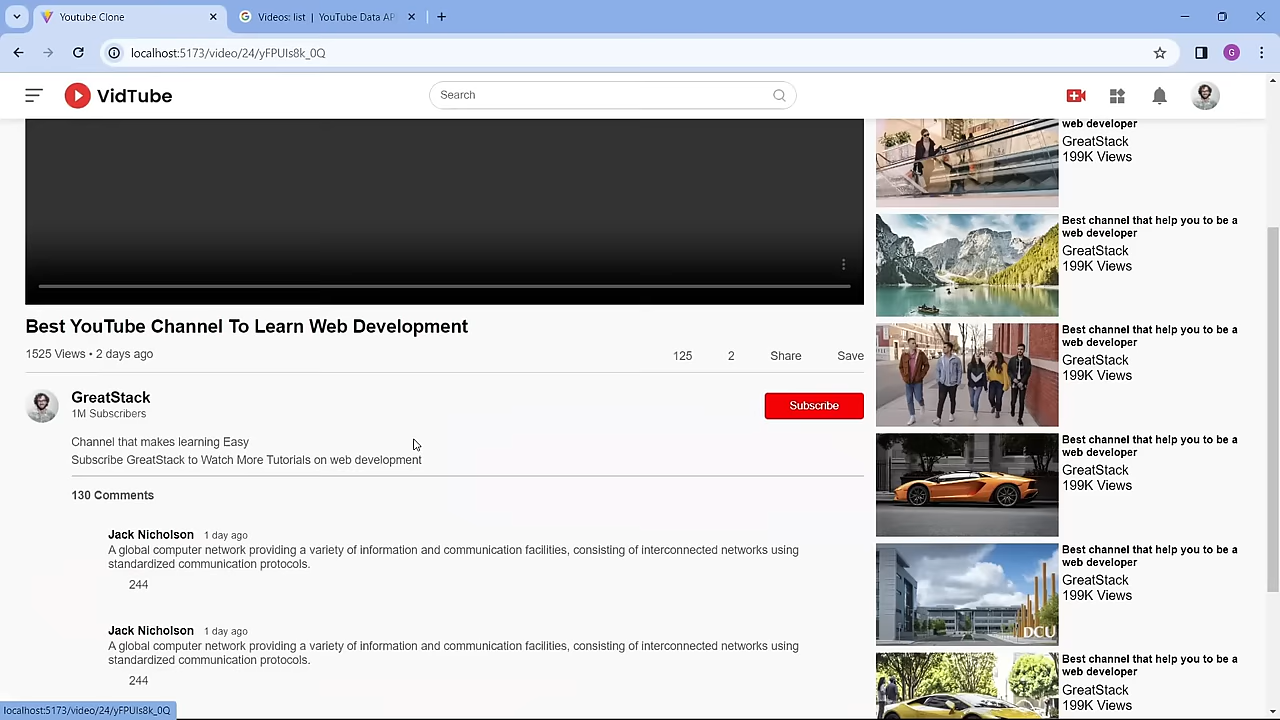 Youtube Clone
Videos: list | YouTube Data AP
localhost:5173/video/24/yFPUIs8k_0Q
G
VidTube
Search
Best YouTube Channel To Learn Web Development
1525 Views • 2 days ago
125
2
Share
Save
GreatStack
1M Subscribers
Subscribe
Channel that makes learning Easy
Subscribe GreatStack to Watch More Tutorials on web development
130 Comments
Jack Nicholson 1 day ago
A global computer network providing a variety of information and communication facilities, consisting of interconnected networks using
standardized communication protocols.
244
Jack Nicholson 1 day ago
A global computer network providing a variety of information and communication facilities, consisting of interconnected networks using
standardized communication protocols.
244
web developer
GreatStack
199K Views
Best channel that help you to be a
web developer
GreatStack
199K Views
Best channel that help you to be a
web developer
GreatStack
199K Views
Best channel that help you to be a
web developer
GreatStack
199K Views
DCU
Best channel that help you to be a
web developer
GreatStack
199K Views
Best channel that help you to be a
web developer
GreatStack
199K Views
localhost:5173/video/24/yFPUIs8k_0Q